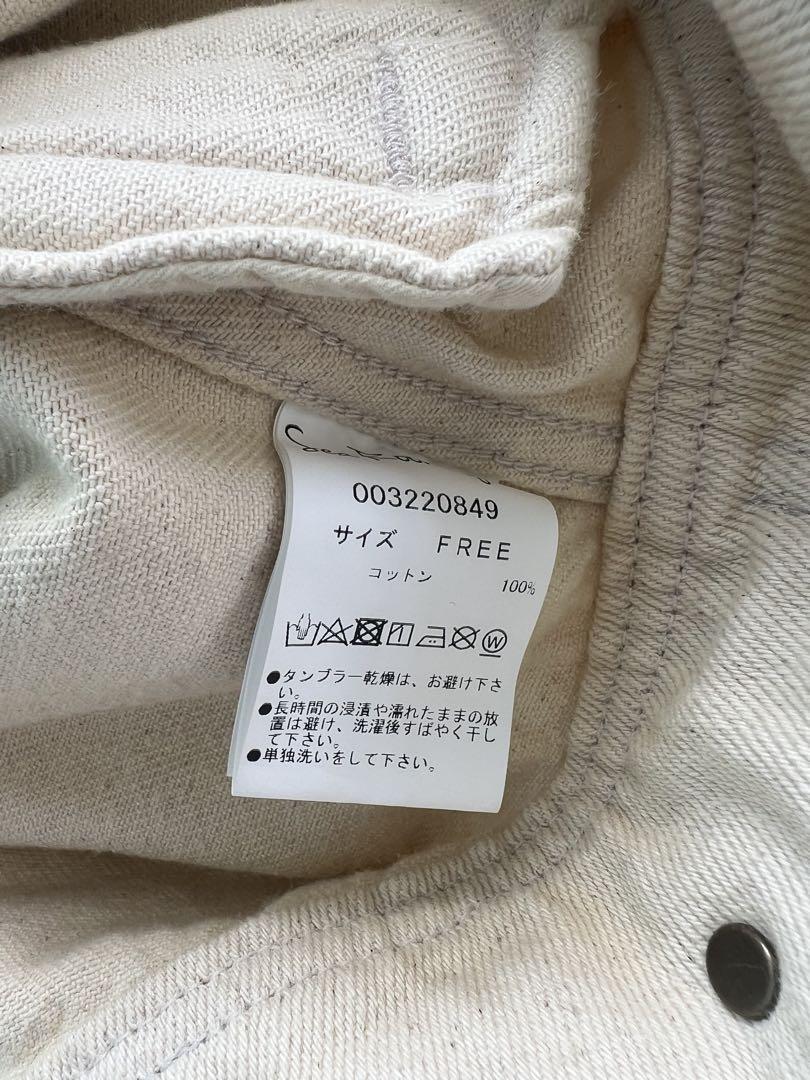 003220849
サイズ FREE
コットン 100%
W
●タンブラー乾燥は、お避け下さ
い。
●長時間の浸漬や濡れたままの放
置は避け、洗濯後すばやく干し
て下さい。
●単独洗いをして下さい。